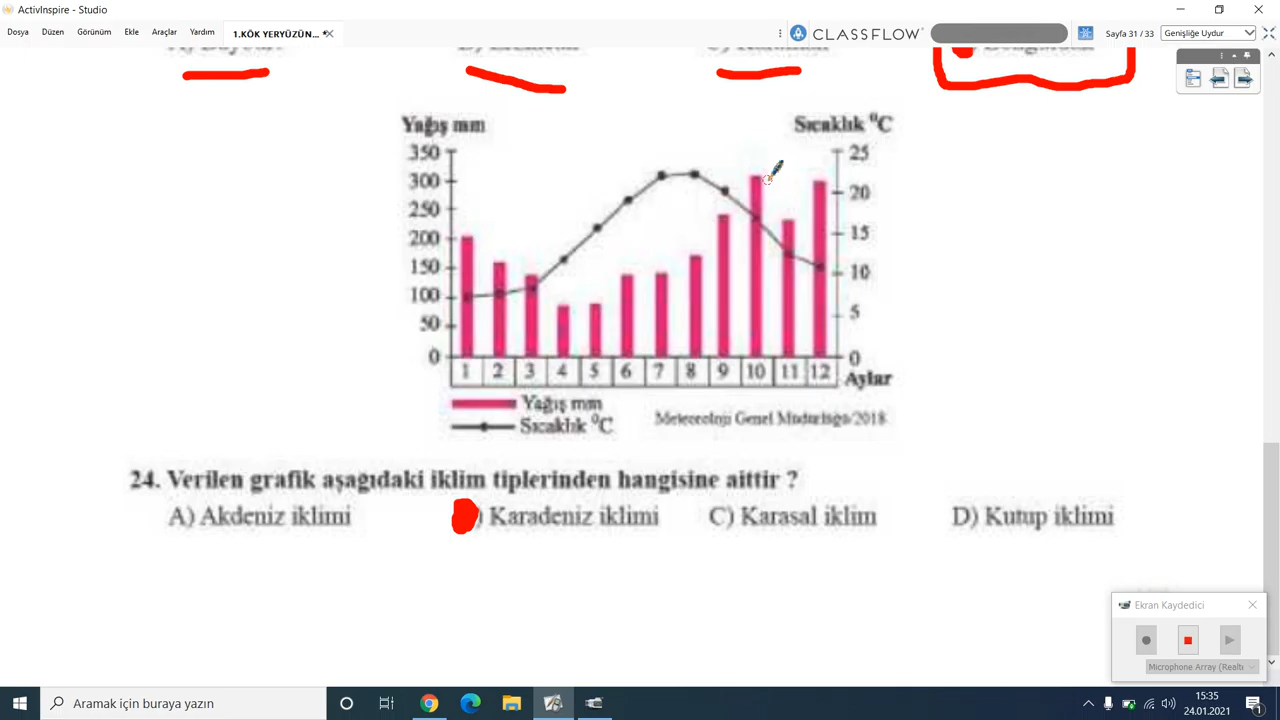 ActivInspire - Studio
Dosya Düzen Görünüm Ekle Araçlar Yardım 1.KÖK YERYÜZÜN...
CLASSFLOW
Sayfa 31 / 33 Genişliğe Uydur
Yağış mm Sıcaklık ⁰C
350 25
300 20
250
200 15
150 10
100
50 5
0 0
1 2 3 4 5 6 7 8 9 10 11 12 Aylar
Yağış mm
Sıcaklık ⁰C
Meteoroloji Genel Müdürlüğü/2018
24. Verilen grafik aşağıdaki iklim tiplerinden hangisine aittir ?
A) Akdeniz iklimi ) Karadeniz iklimi C) Karasal iklim D) Kutup iklimi
Ekran Kaydedici
Microphone Array (Realte
Aramak için buraya yazın
15:35
24.01.2021
1